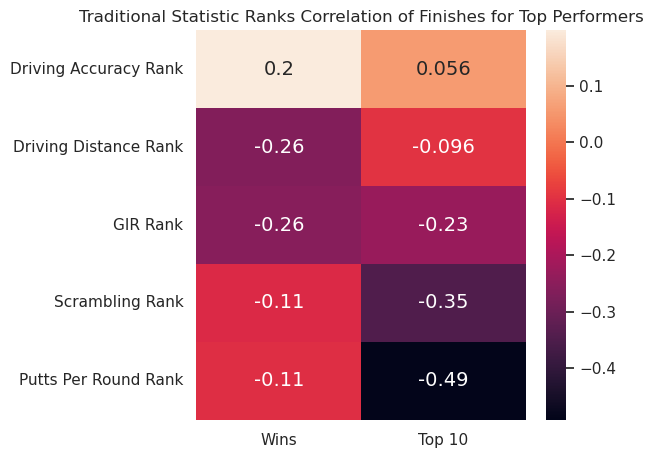 Traditional Statistic Ranks Correlation of Finishes for Top Performers
Driving Accuracy Rank 0.2 0.056
0.1
Driving Distance Rank -0.26 -0.096
0.0
−0.1
GIR Rank -0.26 -0.23
−0.2
Scrambling Rank -0.11 -0.35
−0.3
−0.4
Putts Per Round Rank -0.11 -0.49
Wins Top 10